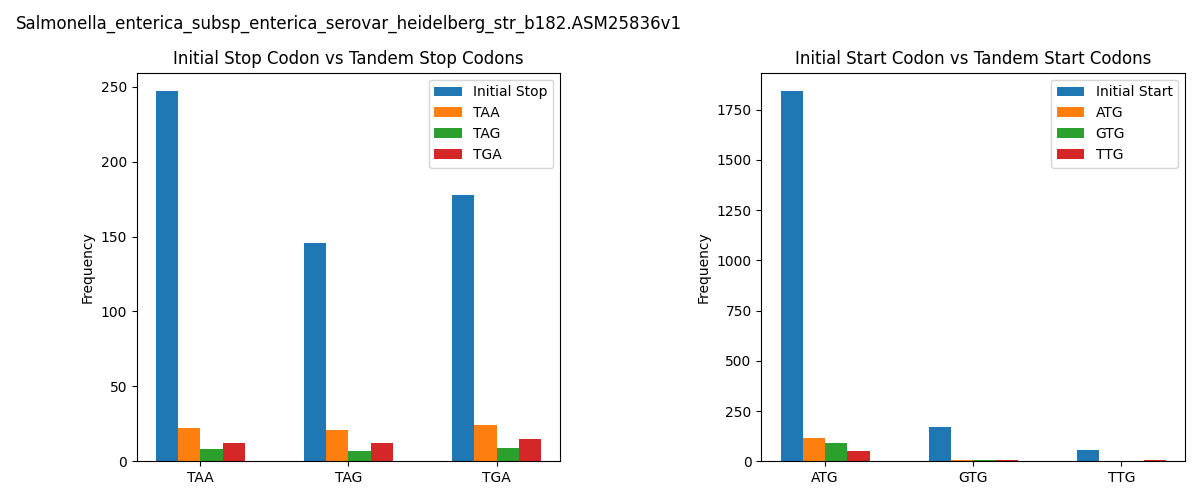 Salmonella_enterica_subsp_enterica_serovar_heidelberg_str_b182.ASM25836v1
Initial Stop Codon vs Tandem Stop Codons
Frequency
250
200
150
100
50
0
TAA
TAG
TGA
Initial Stop
TAA
TAG
TGA
Initial Start Codon vs Tandem Start Codons
Frequency
1750
1500
1250
1000
750
500
250
0
ATG
GTG
TTG
Initial Start
ATG
GTG
TTG